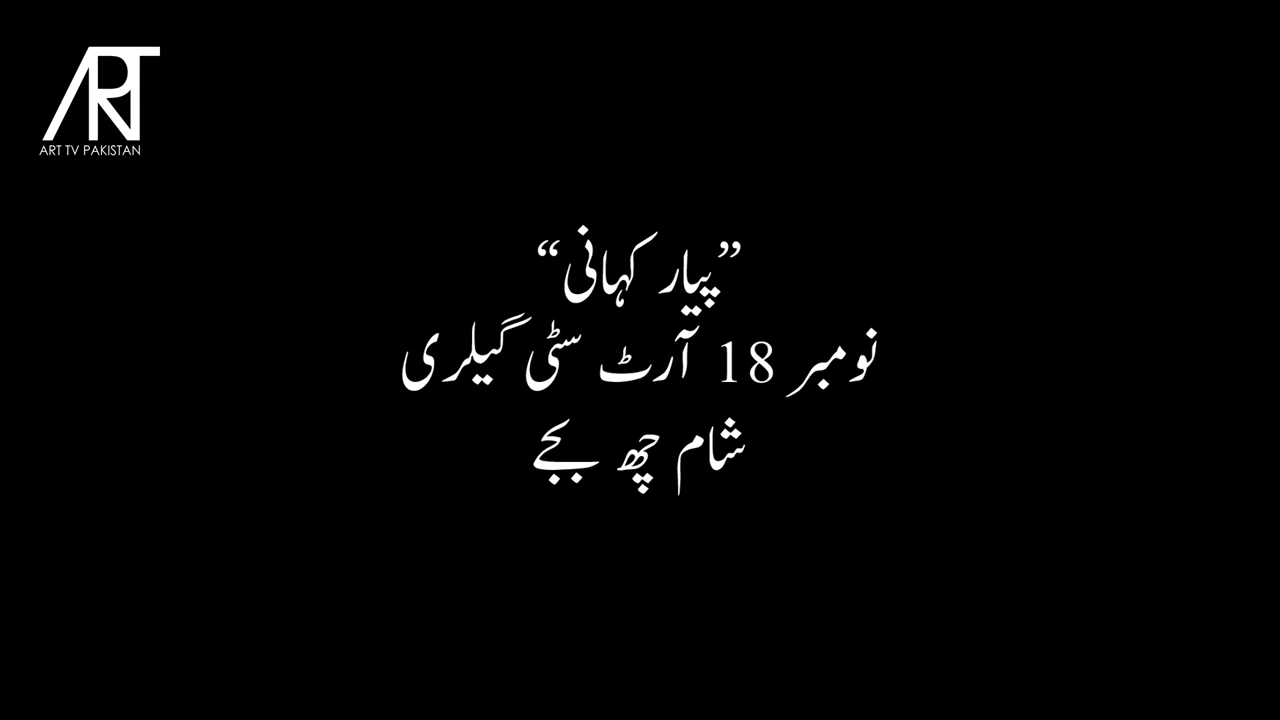 ART
ART TV PAKISTAN
”پیار کہانی“
نومبر 18 آرٹ سٹی گیلری
شام چھ بجے